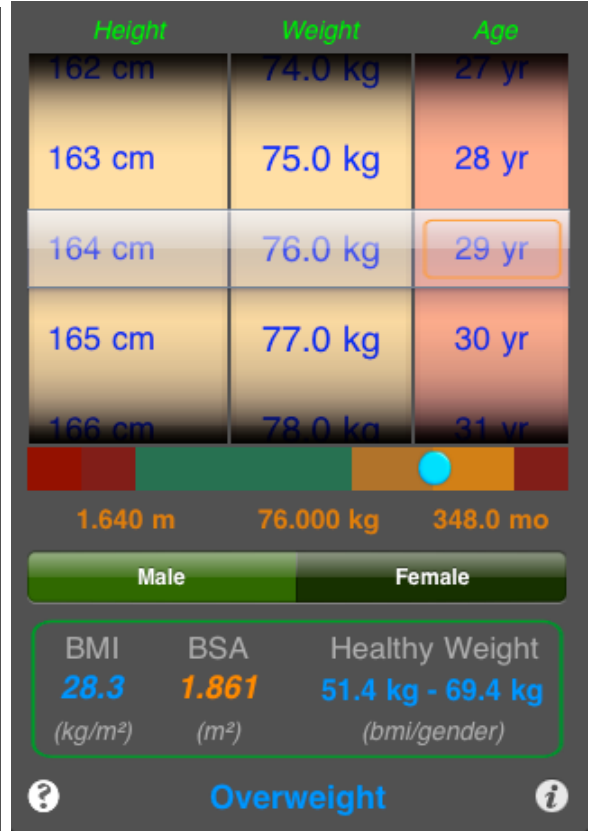 Height Weight Age
162 cm 74.0 kg 27 yr
163 cm 75.0 kg 28 yr
164 cm 76.0 kg 29 yr
165 cm 77.0 kg 30 yr
166 cm 78.0 kg 31 yr
1.640 m 76.000 kg 348.0 mo
Male Female
BMI BSA Healthy Weight
28.3 1.861 51.4 kg - 69.4 kg
(kg/m²) (m²) (bmi/gender)
? Overweight i